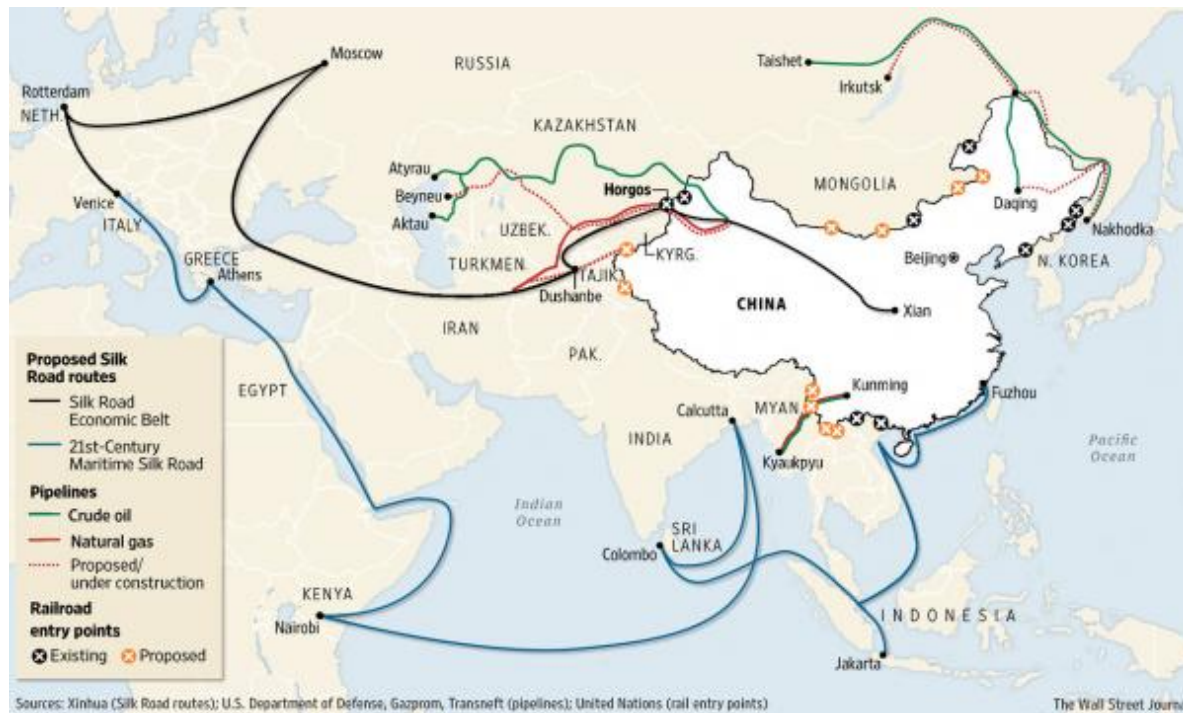 Moscow
RUSSIA
Taishet
Irkutsk
Rotterdam
NETH.
KAZAKHSTAN
Atyrau
Beyneu
Aktau
Horgos
MONGOLIA
Daqing
Nakhodka
Venice
ITALY
UZBEK.
TURKMEN.
KYRG.
TAJIK.
Dushanbe
Beijing
N. KOREA
GREECE
Athens
CHINA
Xian
IRAN
PAK.
Proposed Silk
Road routes
Silk Road
Economic Belt
21st-Century
Maritime Silk Road
Pipelines
Crude oil
Natural gas
Proposed/
under construction
Railroad
entry points
Existing
Proposed
EGYPT
Calcutta
MYAN.
Kunming
Fuzhou
INDIA
Kyaukpyu
Pacific
Ocean
Indian
Ocean
SRI
LANKA
Colombo
KENYA
Nairobi
INDONESIA
Jakarta
Sources: Xinhua (Silk Road routes); U.S. Department of Defense, Gazprom, Transneft (pipelines); United Nations (rail entry points)
The Wall Street Journa